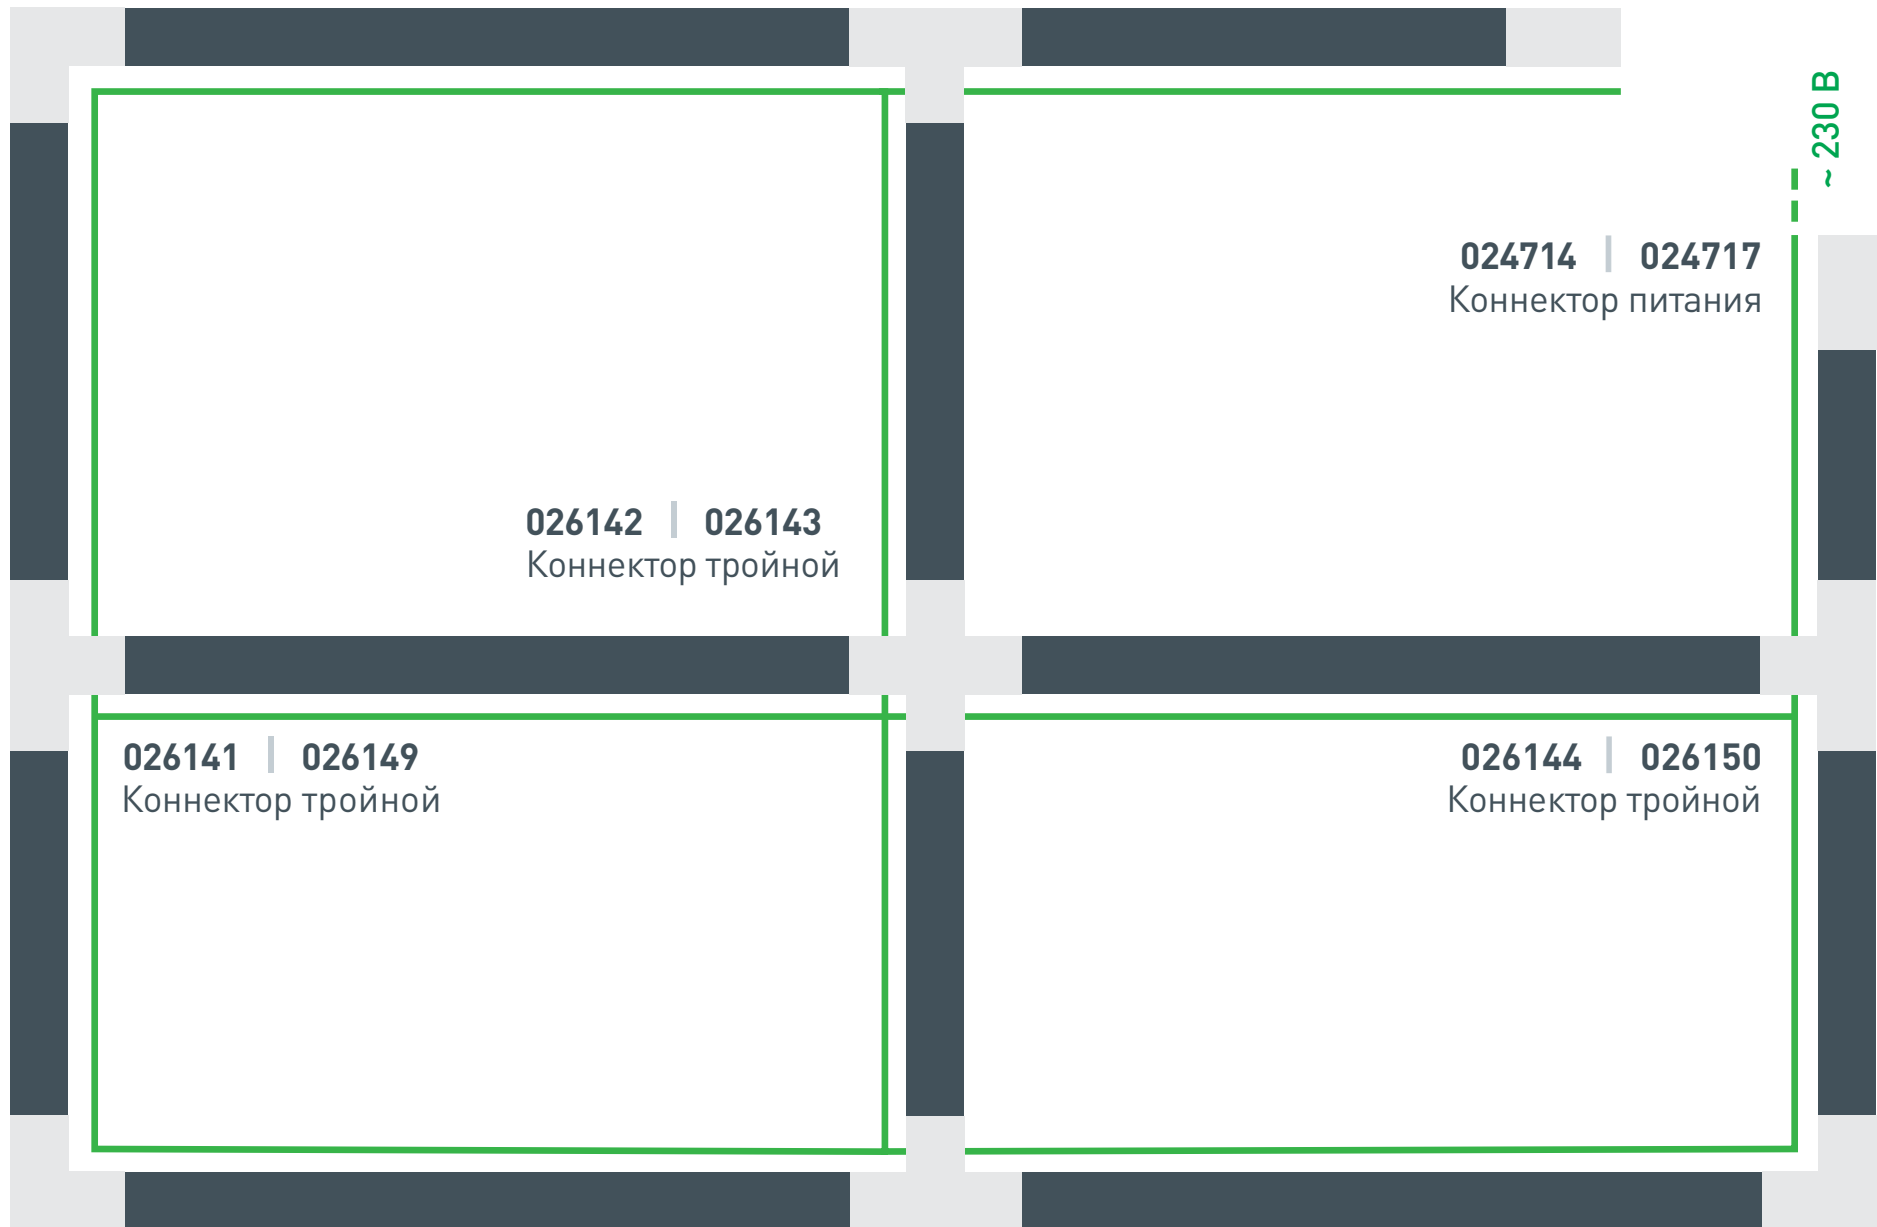 ~ 230 В
024714 | 024717
Коннектор питания
026142 | 026143
Коннектор тройной
026141 | 026149
Коннектор тройной
026144 | 026150
Коннектор тройной